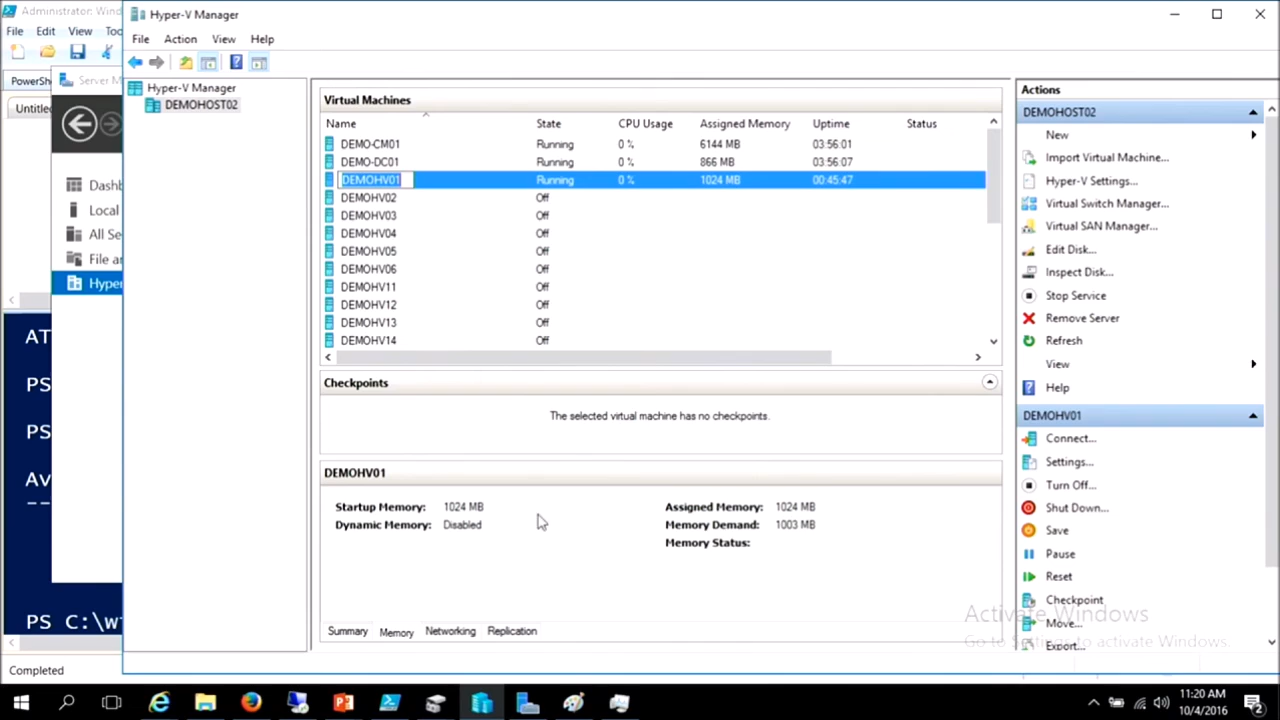 Administrator: Wind
File Edit View Too
PowerShe
Untitled
Server M
Dashb
Local
All Se
File an
Hyper
AT
PS
PS
Av
--
PS C:\w
Completed
Hyper-V Manager
File Action View Help
Hyper-V Manager
DEMOHOST02
Virtual Machines
Name State CPU Usage Assigned Memory Uptime Status
DEMO-CM01 Running 0 % 6144 MB 03:56:01
DEMO-DC01 Running 0 % 866 MB 03:56:07
DEMOHV01 Running 0 % 1024 MB 00:45:47
DEMOHV02 Off
DEMOHV03 Off
DEMOHV04 Off
DEMOHV05 Off
DEMOHV06 Off
DEMOHV11 Off
DEMOHV12 Off
DEMOHV13 Off
DEMOHV14 Off
Checkpoints
The selected virtual machine has no checkpoints.
DEMOHV01
Startup Memory: 1024 MB Assigned Memory: 1024 MB
Dynamic Memory: Disabled Memory Demand: 1003 MB
Memory Status:
Summary Memory Networking Replication
Actions
DEMOHOST02
New
Import Virtual Machine...
Hyper-V Settings...
Virtual Switch Manager...
Virtual SAN Manager...
Edit Disk...
Inspect Disk...
Stop Service
Remove Server
Refresh
View
Help
DEMOHV01
Connect...
Settings...
Turn Off...
Shut Down...
Save
Pause
Reset
Checkpoint
Move...
Export...
Activate Windows
Go to Settings to activate Windows.
11:20 AM
10/4/2016
2